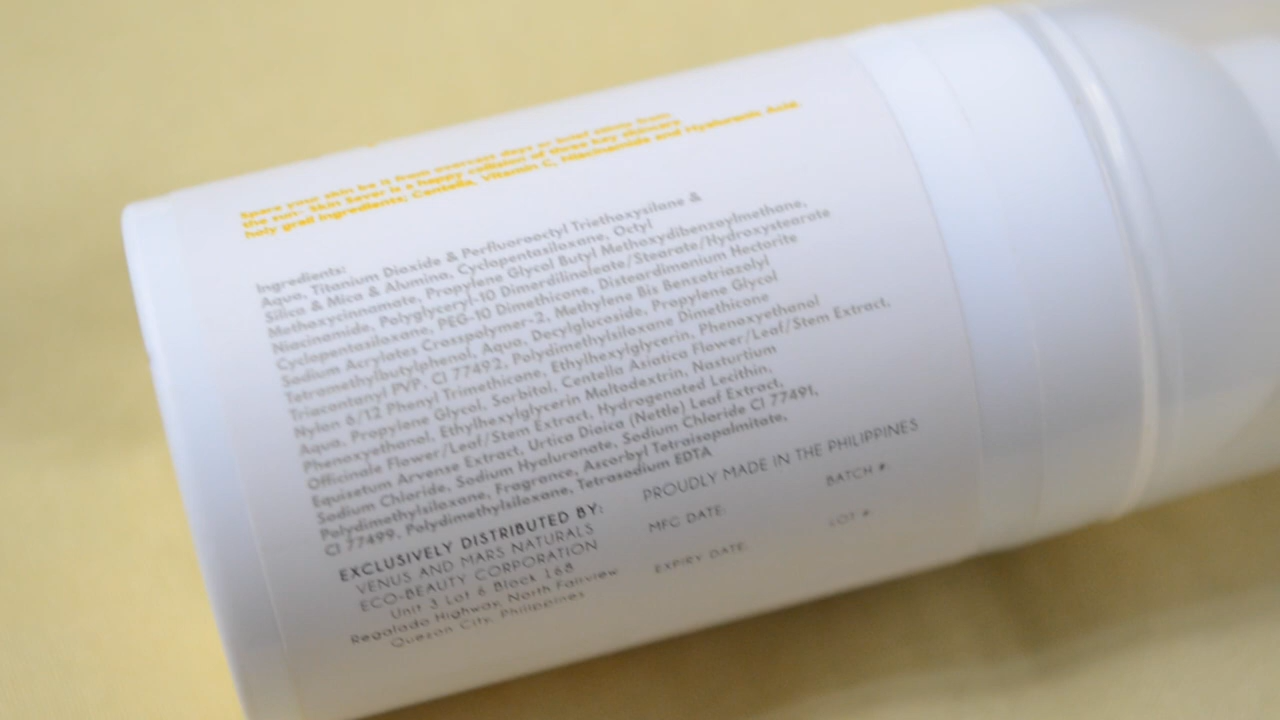 Spare your skin be it from overcast days or brief stints from
the sun- Skin Saver is a happy collision of three key skincare
holy grail ingredients; Centella, Vitamin C, Niacinamide and Hyaluronic Acid.
Ingredients:
Aqua, Titanium Dioxide & Perfluorooctyl Triethoxysilane &
Silica & Mica & Alumina, Cyclopentasiloxane, Octyl
Methoxycinnamate, Propylene Glycol Butyl Methoxydibenzoylmethane,
Niacinamide, Polyglyceryl-10 Dimerdilinoleate/Stearate/Hydroxystearate
Cyclopentasiloxane, PEG-10 Dimethicone, Disteardimonium Hectorite
Sodium Acrylates Crosspolymer-2, Methylene Bis Benzotriazolyl
Tetramethylbutylphenol, Aqua, Decylglucoside, Propylene Glycol
Triacontanyl PVP, CI 77492, Polydimethylsiloxane Dimethicone
Nylon 6/12 Phenyl Trimethicone, Ethylhexylglycerin, Phenoxyethanol
Aqua, Propylene Glycol, Sorbitol, Centella Asiatica Flower/Leaf/Stem Extract,
Phenoxyethanol, Ethylhexylglycerin Maltodextrin, Nasturtium
Officinale Flower/Leaf/Stem Extract, Hydrogenated Lecithin,
Equisetum Arvense Extract, Urtica Dioica (Nettle) Leaf Extract,
Sodium Chloride, Sodium Hyaluronate, Sodium Chloride CI 77491,
Polydimethylsiloxane, Fragrance, Ascorbyl Tetraisopalmitate,
CI 77499, Polydimethylsiloxane, Tetrasodium EDTA
EXCLUSIVELY DISTRIBUTED BY:
VENUS AND MARS NATURALS
ECO-BEAUTY CORPORATION
Unit 3 Lot 6 Block 168
Regalado Highway, North Fairview
Quezon City, Philippines
PROUDLY MADE IN THE PHILIPPINES
MFG DATE:
BATCH #:
EXPIRY DATE:
LOT #: